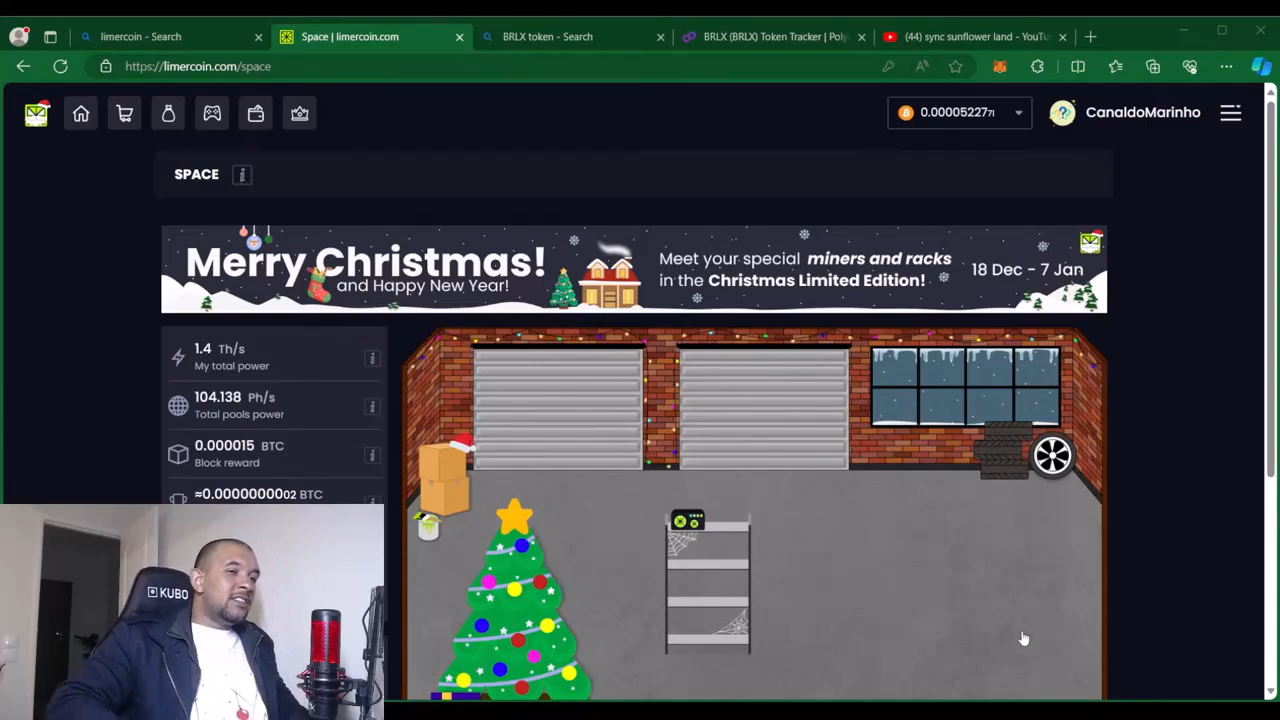 limercoin - Search
Space | limercoin.com
BRLX token - Search
BRLX (BRLX) Token Tracker | Poly
(44) sync sunflower land - YouTu
https://limercoin.com/space
0.0000522771
CanaldoMarinho
SPACE
Merry Christmas!
and Happy New Year!
Meet your special miners and racks
in the Christmas Limited Edition!
18 Dec - 7 Jan
1.4 Th/s
My total power
104.138 Ph/s
Total pools power
0.000015 BTC
Block reward
≈0.00000000002 BTC
KUBO